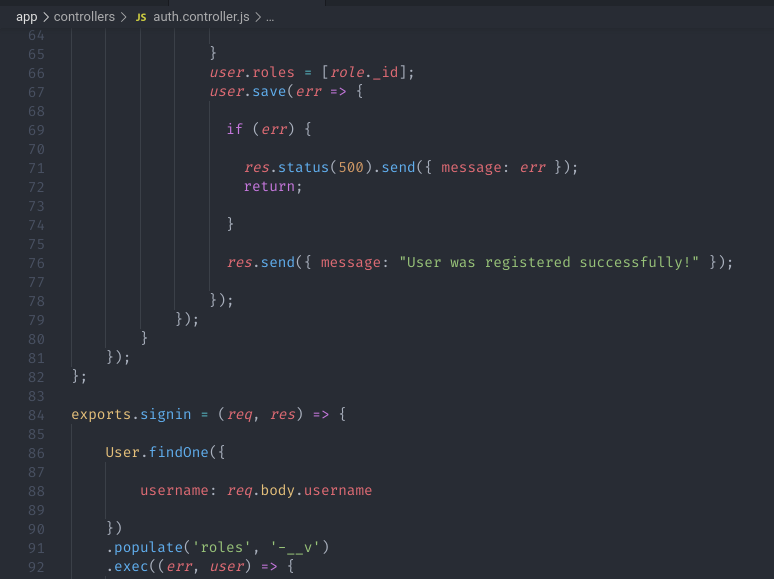 app > controllers > JS auth.controller.js > ...
64
65 }
66 user.roles = [role._id];
67 user.save(err => {
68
69 if (err) {
70
71 res.status(500).send({ message: err });
72 return;
73
74 }
75
76 res.send({ message: "User was registered successfully!" });
77
78 });
79 });
80 }
81 });
82 };
83
84 exports.signin = (req, res) => {
85
86 User.findOne({
87
88 username: req.body.username
89
90 })
91 .populate('roles', '-__v')
92 .exec((err, user) => {